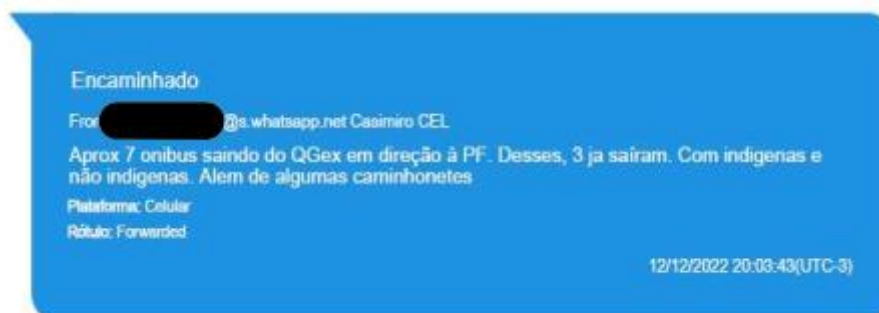 Encaminhado
From @s.whatsapp.net Casimiro CEL
Aprox 7 onibus saindo do QGex em direção à PF. Desses, 3 ja saíram. Com indigenas e
não indigenas. Alem de algumas caminhonetes
Plataforma: Celular
Rótulo: Forwarded
12/12/2022 20:03:43(UTC-3)